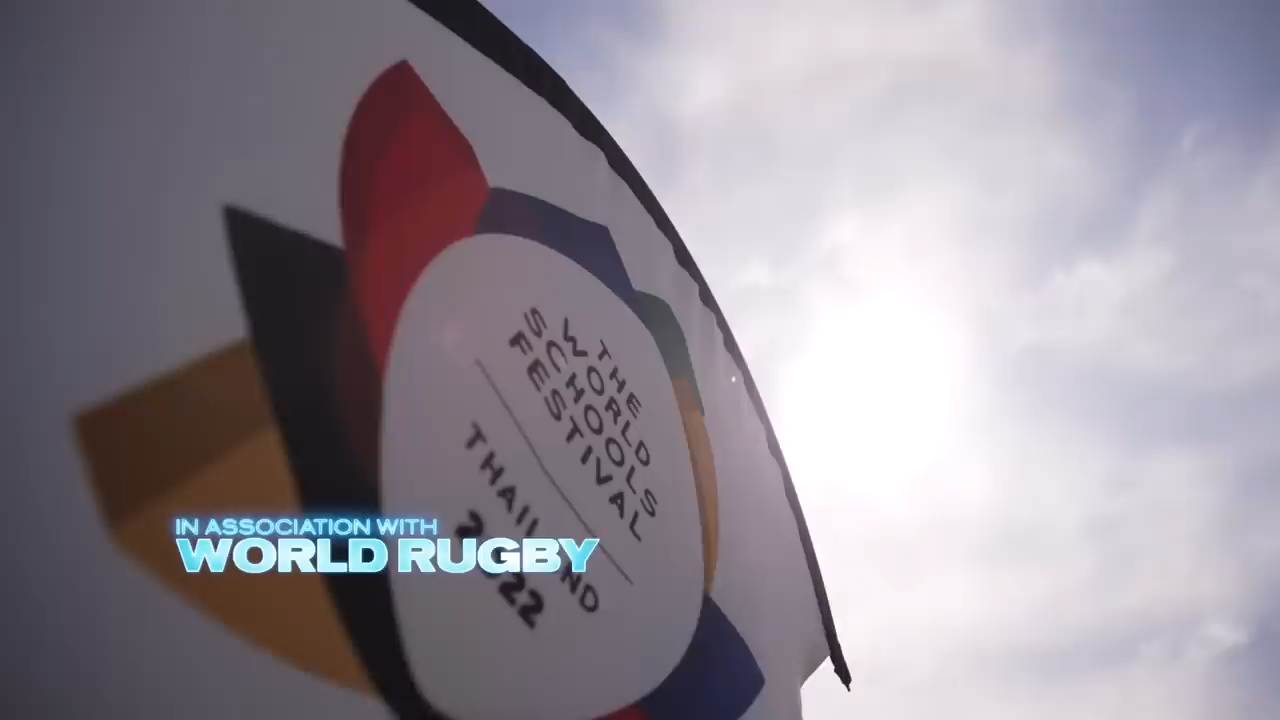 THE
WORLD
SCHOOLS
FESTIVAL
THAILAND
2022
IN ASSOCIATION WITH
WORLD RUGBY